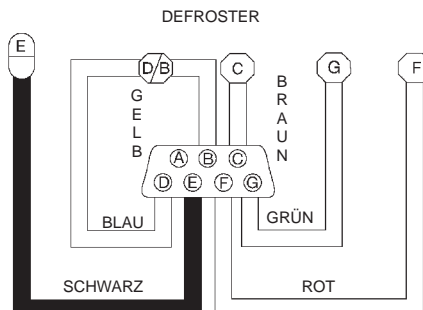 DEFROSTER
E
D/B
C
G
F
GELB
BRAUN
A B C
D E F G
BLAU
GRÜN
SCHWARZ
ROT